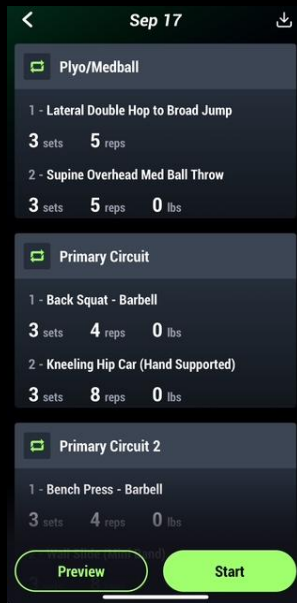 Sep 17
Plyo/Medball
1 - Lateral Double Hop to Broad Jump
3 sets 5 reps
2 - Supine Overhead Med Ball Throw
3 sets 5 reps 0 lbs
Primary Circuit
1 - Back Squat - Barbell
3 sets 4 reps 0 lbs
2 - Kneeling Hip Car (Hand Supported)
3 sets 8 reps 0 lbs
Primary Circuit 2
1 - Bench Press - Barbell
3 sets 4 reps 0 lbs
Preview Start